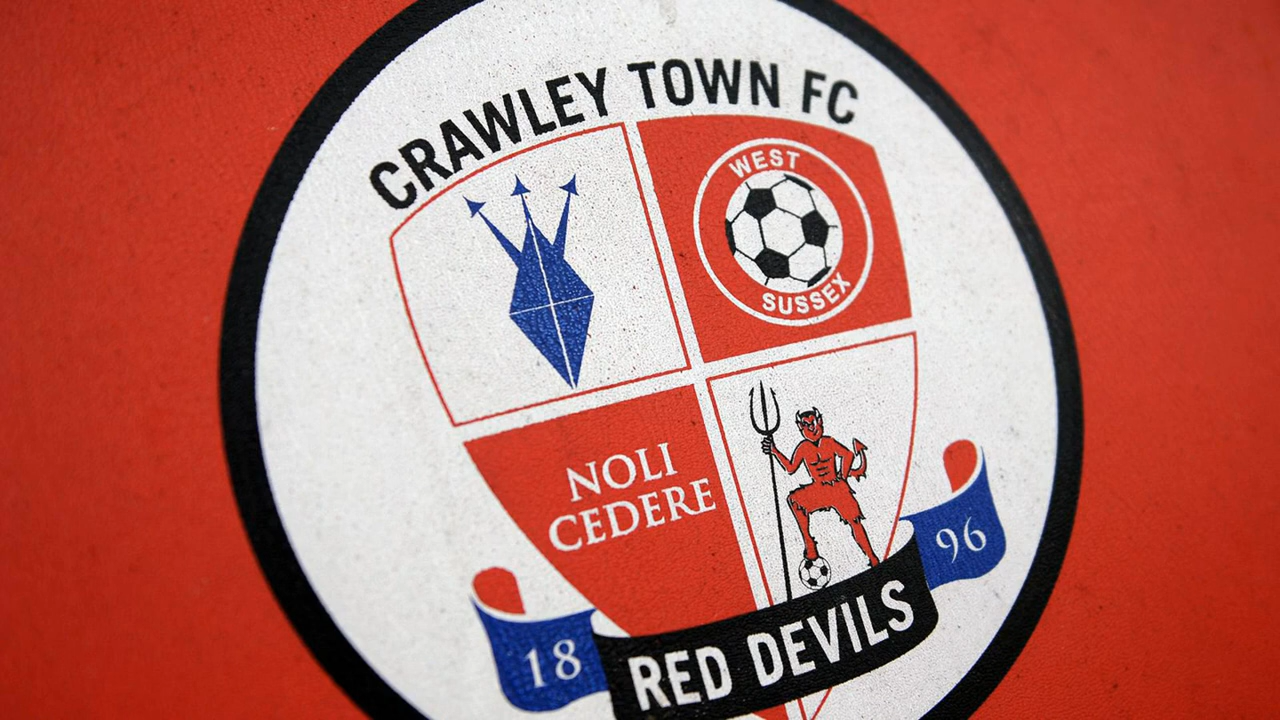 CRAWLEY TOWN FC
WEST
SUSSEX
NOLI
CEDERE
18
96
RED DEVILS